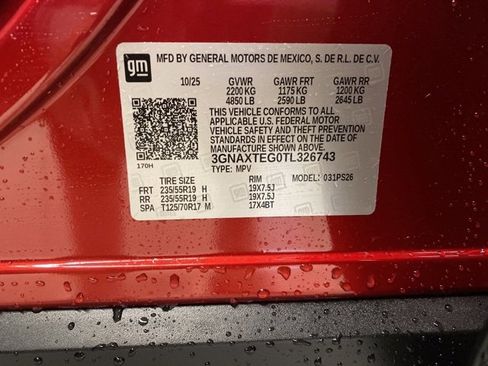 gm
MFD BY GENERAL MOTORS DE MEXICO, S. DE R.L. DE C.V.
10/25 GVWR GAWR FRT GAWR RR
2200 KG 1175 KG 1200 KG
4850 LB 2590 LB 2645 LB
THIS VEHICLE CONFORMS TO ALL
APPLICABLE U.S. FEDERAL MOTOR
VEHICLE SAFETY AND THEFT PREVENTION
STANDARDS IN EFFECT ON THE DATE OF
MANUFACTURE SHOWN ABOVE.
3GNAXTEG0TL326743
170H TYPE: MPV
TIRE SIZE RIM MODEL: 031PS26
FRT 235/55R19 H 19X7.5J
RR 235/55R19 H 19X7.5J
SPA T125/70R17 M 17X4BT